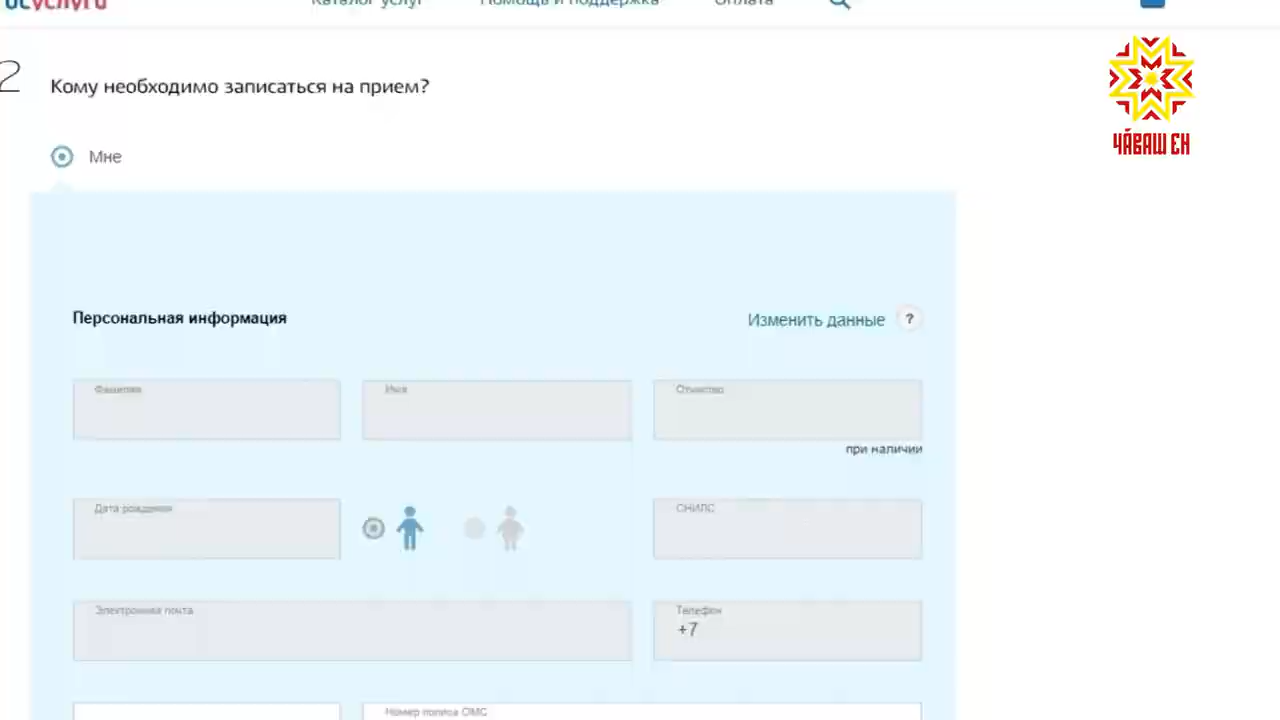 Каталог услуг Помощь и поддержка Оплата
ЧӐВАШ ЕН
2 Кому необходимо записаться на прием?
Мне
Персональная информация Изменить данные ?
Фамилия Имя Отчество
при наличии
Дата рождения СНИЛС
Электронная почта Телефон
+7
Номер полиса ОМС